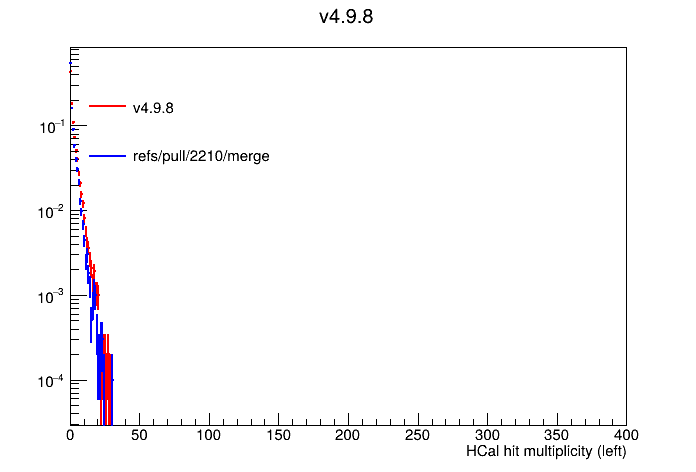 v4.9.8
v4.9.8
refs/pull/2210/merge
10⁻¹
10⁻²
10⁻³
10⁻⁴
0 50 100 150 200 250 300 350 400
HCal hit multiplicity (left)